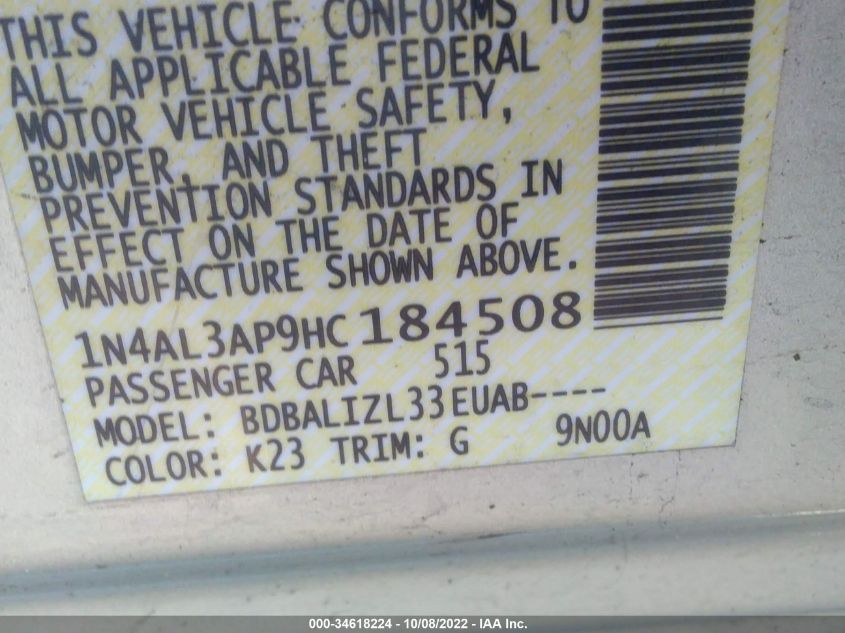 THIS VEHICLE CONFORMS TO
ALL APPLICABLE FEDERAL
MOTOR VEHICLE SAFETY,
BUMPER, AND THEFT
PREVENTION STANDARDS IN
EFFECT ON THE DATE OF
MANUFACTURE SHOWN ABOVE.
1N4AL3AP9HC184508
PASSENGER CAR 515
MODEL: BDBALIZL33EUAB----
COLOR: K23 TRIM: G 9N00A
000-34618224 - 10/08/2022 - IAA Inc.